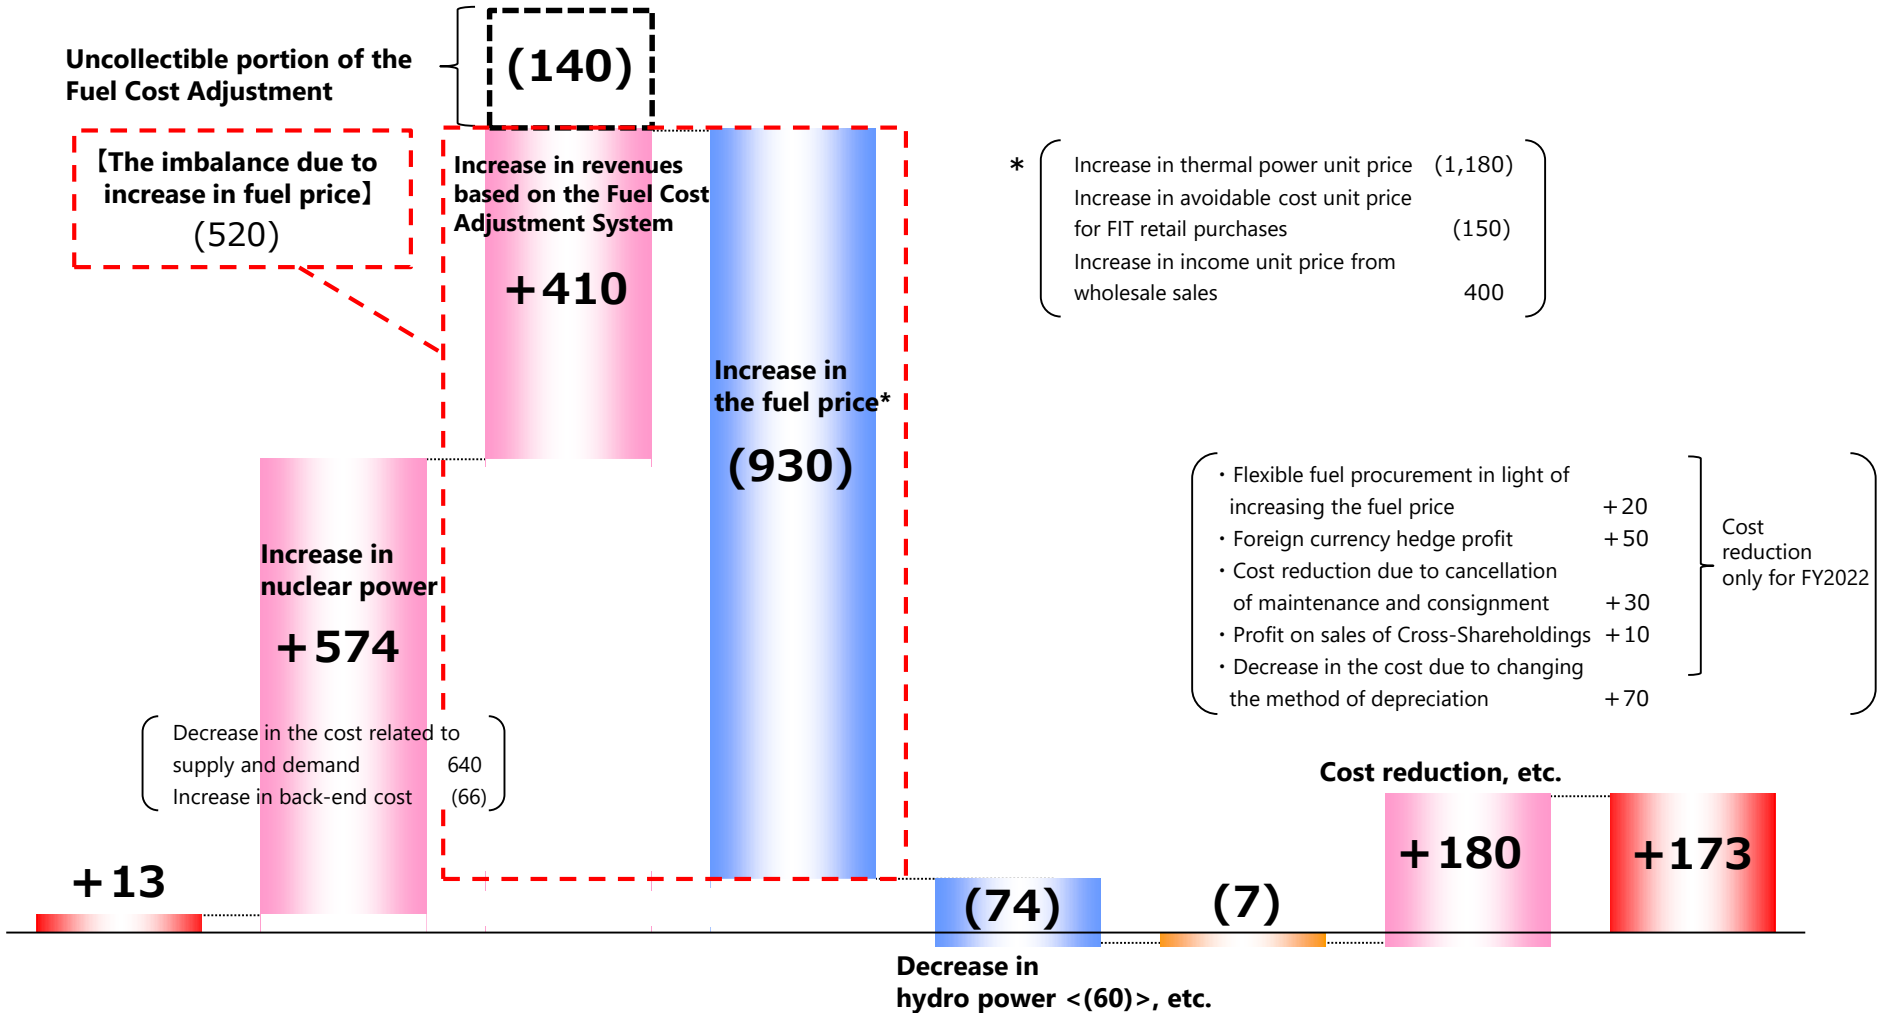 Uncollectible portion of the
Fuel Cost Adjustment
(140)
【The imbalance due to
increase in fuel price】
(520)
Increase in revenues
based on the Fuel Cost
Adjustment System
+410
Increase in
the fuel price*
(930)
*
Increase in thermal power unit price (1,180)
Increase in avoidable cost unit price
for FIT retail purchases (150)
Increase in income unit price from
wholesale sales 400
Increase in
nuclear power
+574
Decrease in the cost related to
supply and demand 640
Increase in back-end cost (66)
・Flexible fuel procurement in light of
increasing the fuel price +20
・Foreign currency hedge profit +50
・Cost reduction due to cancellation
of maintenance and consignment +30
・Profit on sales of Cross-Shareholdings +10
・Decrease in the cost due to changing
the method of depreciation +70
Cost
reduction
only for FY2022
+13
(74)
Decrease in
hydro power <(60)>, etc.
(7)
Cost reduction, etc.
+180
+173